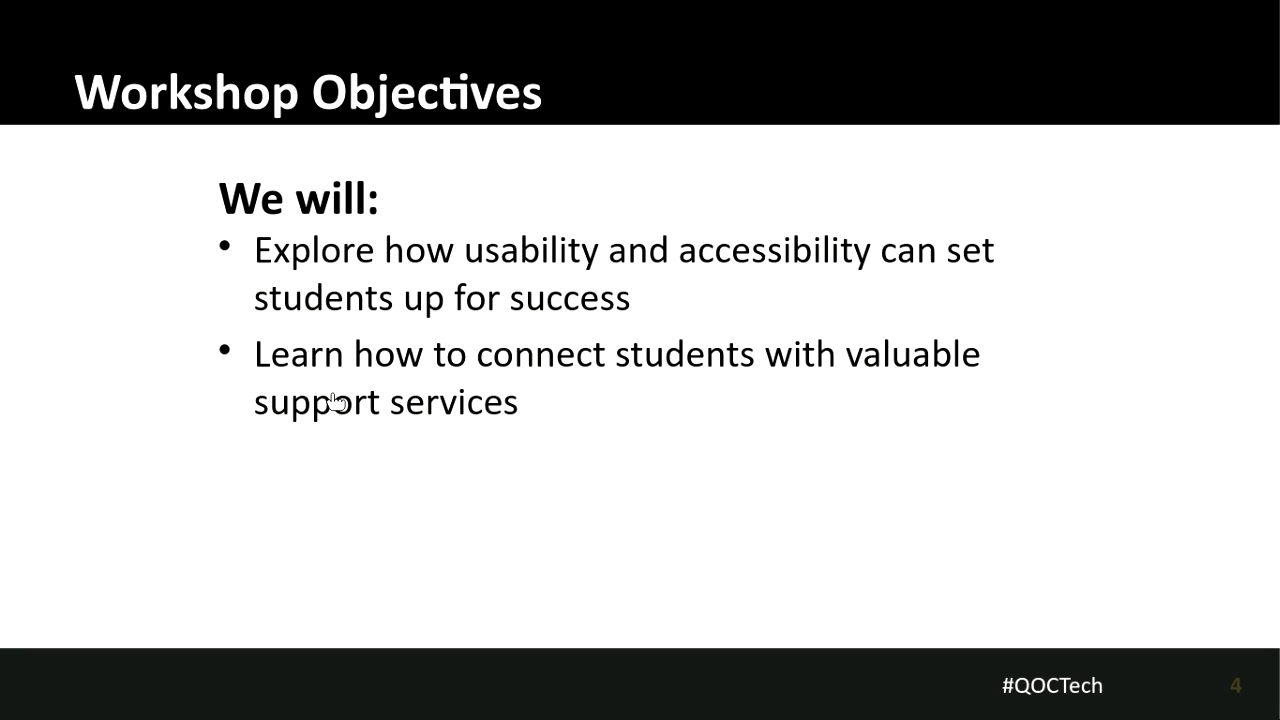 Workshop Objectives
We will:
• Explore how usability and accessibility can set
students up for success
• Learn how to connect students with valuable
support services
#QOCTech
4